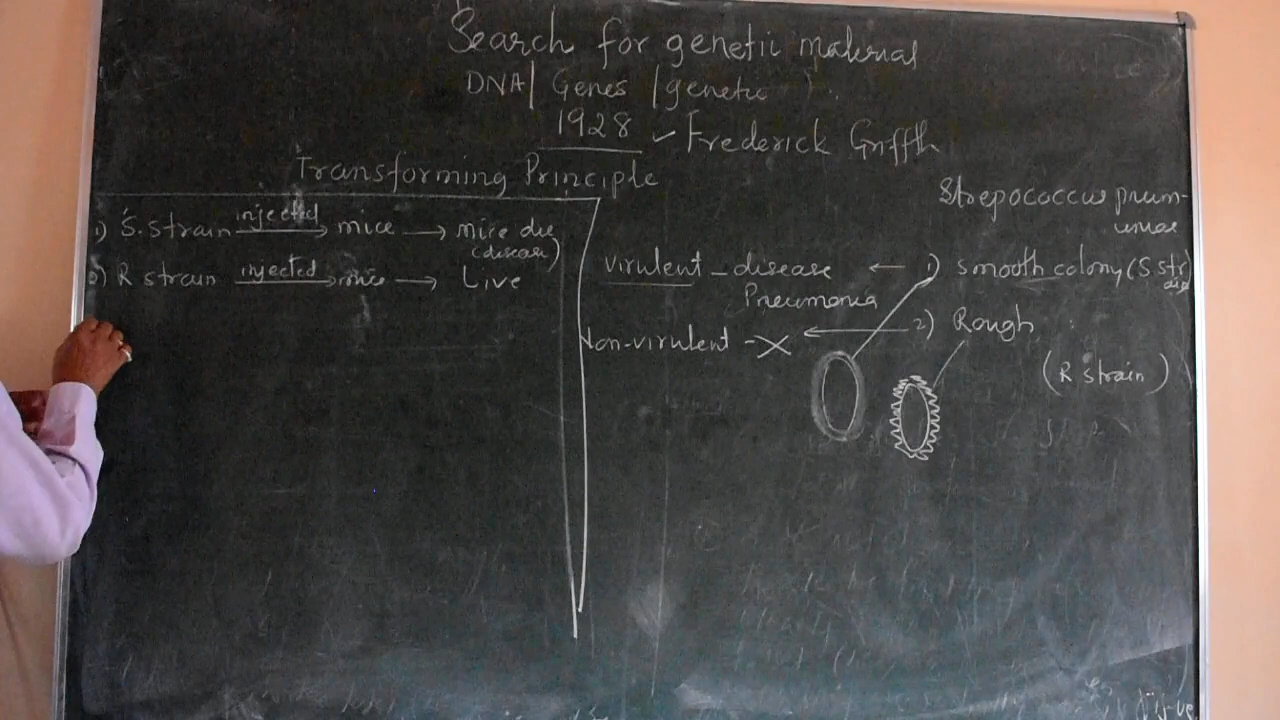 Search for genetic material
DNA/ Genes /genetic
1928 ✓ Frederick Griffth
Transforming Principle
1) S. strain injected → mice → mice die
(disease)
2) R strain injected → mice → Live
Strepococcus pneum-
uniae
virulent - disease ← 1) Smooth colony (S str
Pneumonia
Non-virulent - X ← 2) Rough
(R strain)